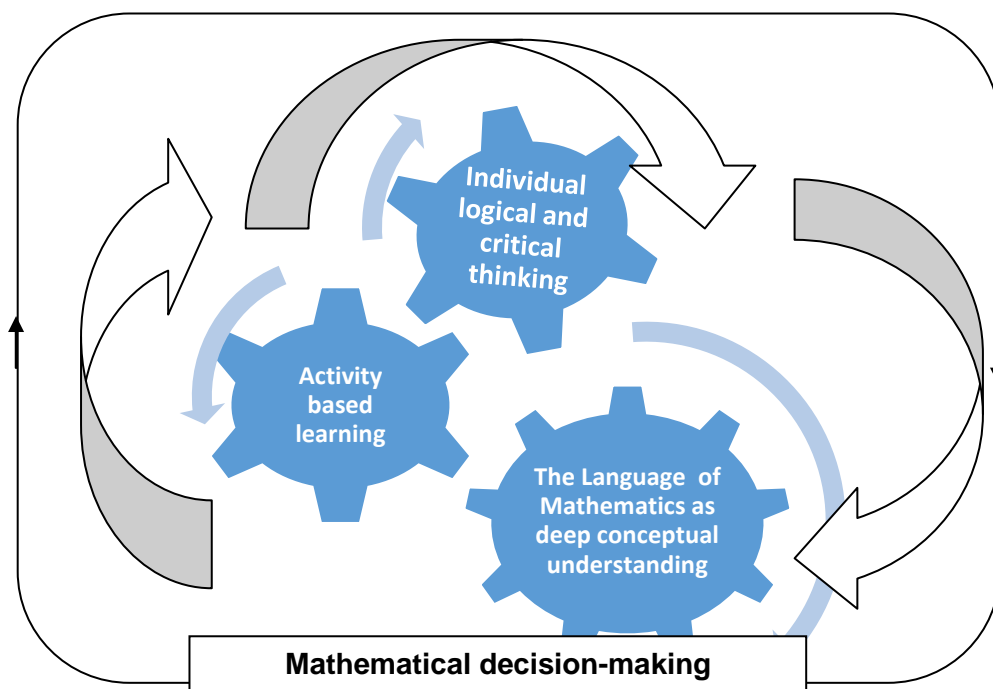 Individual
logical and
critical
thinking
Activity
based
learning
The Language  of
Mathematics as
deep conceptual
understanding
Mathematical decision-making